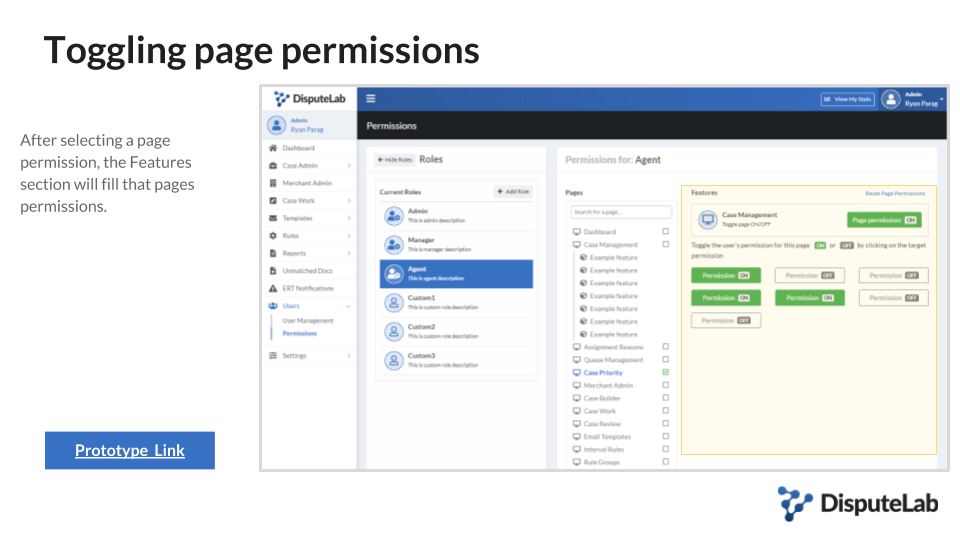 Toggling page permissions
After selecting a page
permission, the Features
section will fill that pages
permissions.
Prototype Link
DisputeLab
View My Stats
Admin
Ryan Parag
Admin
Ryan Parag
Dashboard
Case Admin
Merchant Admin
Case Work
Templates
Rules
Reports
Unmatched Docs
ERT Notifications
Users
User Management
Permissions
Settings
Permissions
Hide Roles
Roles
Current Roles
Add Role
Admin
This is admin description
Manager
This is manager description
Agent
This is agent description
Custom1
This is custom role description
Custom2
This is custom role description
Custom3
This is custom role description
Permissions for: Agent
Pages
Search for a page...
Dashboard
Case Management
Example feature
Example feature
Example feature
Example feature
Example feature
Example feature
Example feature
Assignment Reasons
Queue Management
Case Priority
Merchant Admin
Case Builder
Case Work
Case Review
Email Templates
Interval Rules
Rule Groups
Features
Reset Page Permissions
Case Management
Toggle page ON/OFF
Page permission: ON
Toggle the user's permission for this page ON or OFF by clicking on the target
permission
Permission ON
Permission OFF
Permission OFF
Permission ON
Permission ON
Permission OFF
Permission OFF
DisputeLab